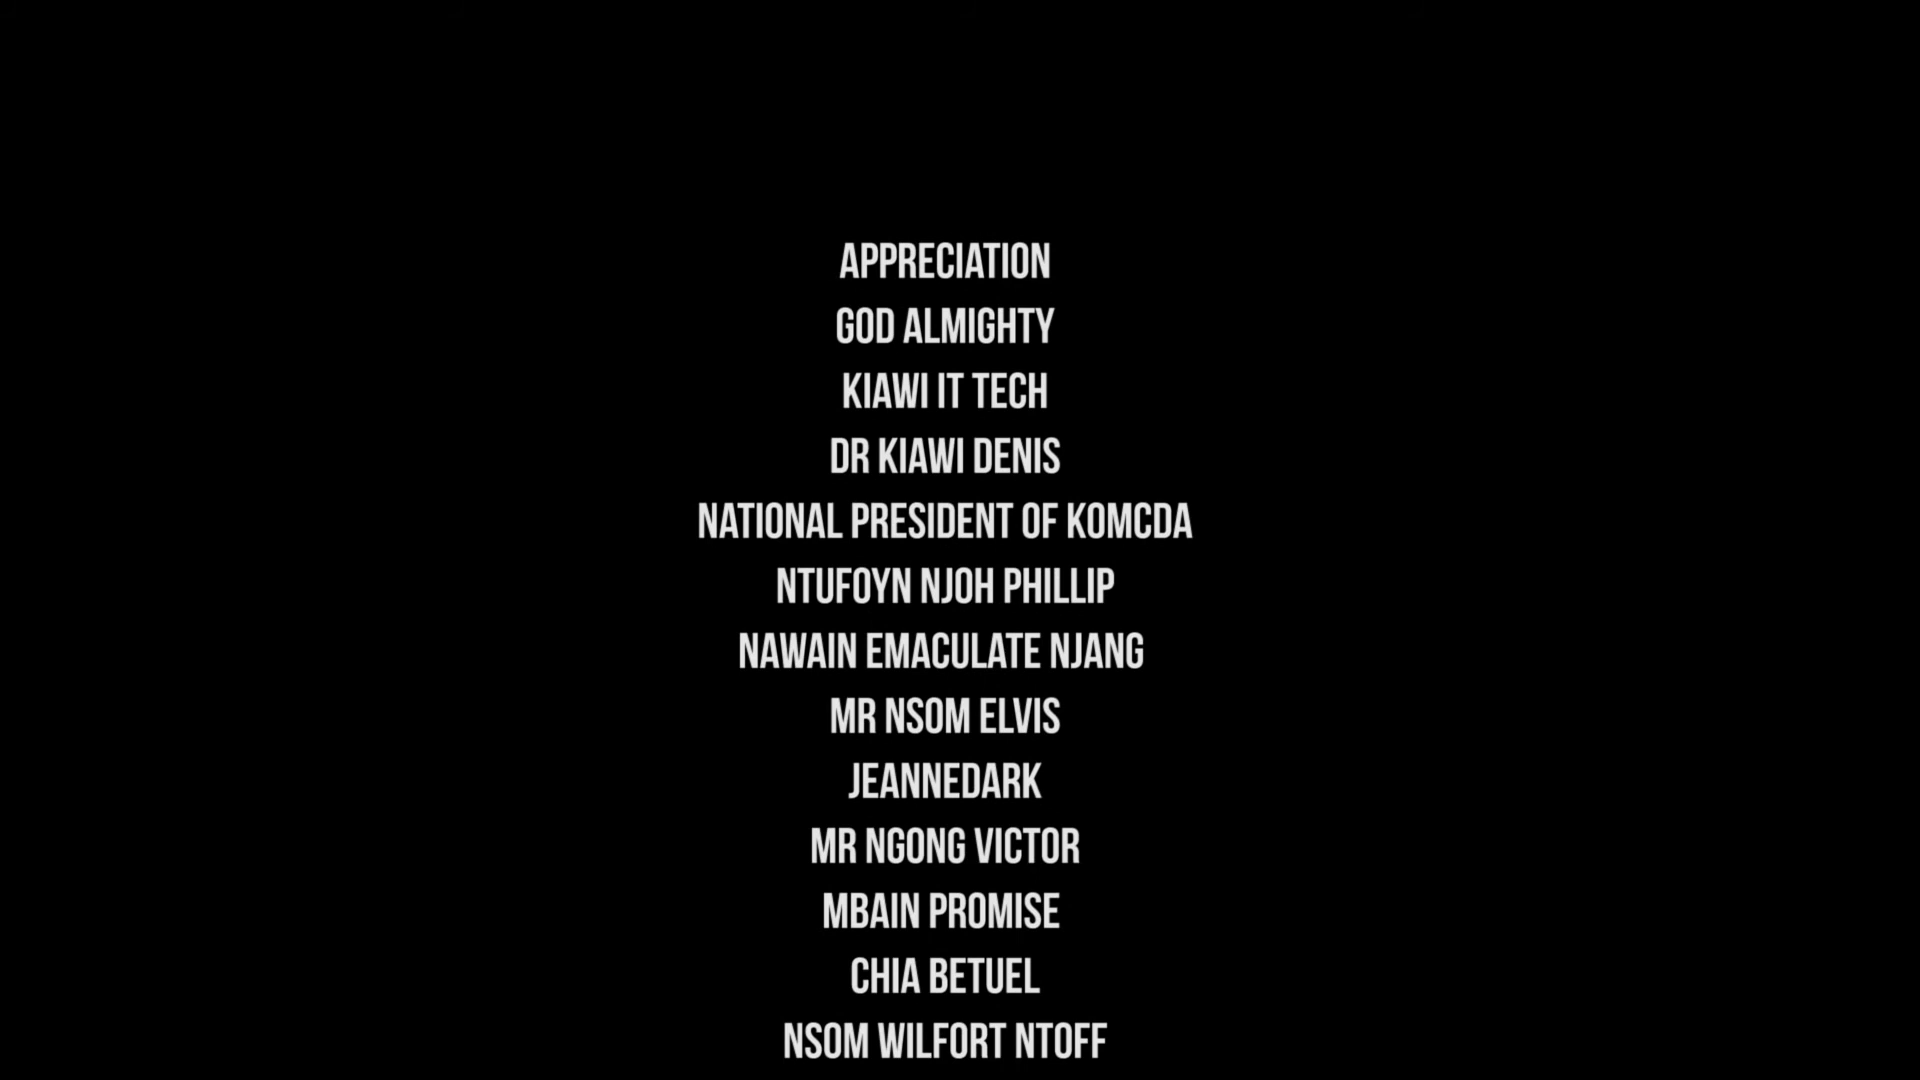 APPRECIATION
GOD ALMIGHTY
KIAWI IT TECH
DR KIAWI DENIS
NATIONAL PRESIDENT OF KOMCDA
NTUFOYN NJOH PHILLIP
NAWAIN EMACULATE NJANG
MR NSOM ELVIS
JEANNEDARK
MR NGONG VICTOR
MBAIN PROMISE
CHIA BETUEL
NSOM WILFORT NTOFF